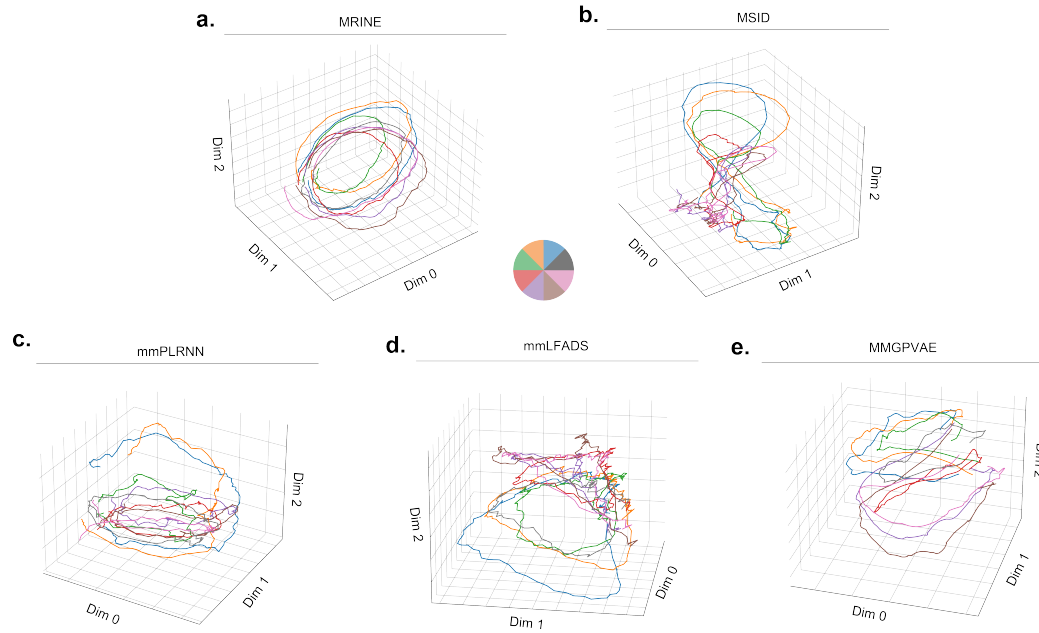 a.
MRINE
Dim 2
Dim 1
Dim 0
b.
MSID
Dim 2
Dim 0
Dim 1
c.
mmPLRNN
Dim 2
Dim 1
Dim 0
d.
mmLFADS
Dim 2
Dim 0
Dim 1
e.
MMGPVAE
Dim 1
Dim 0